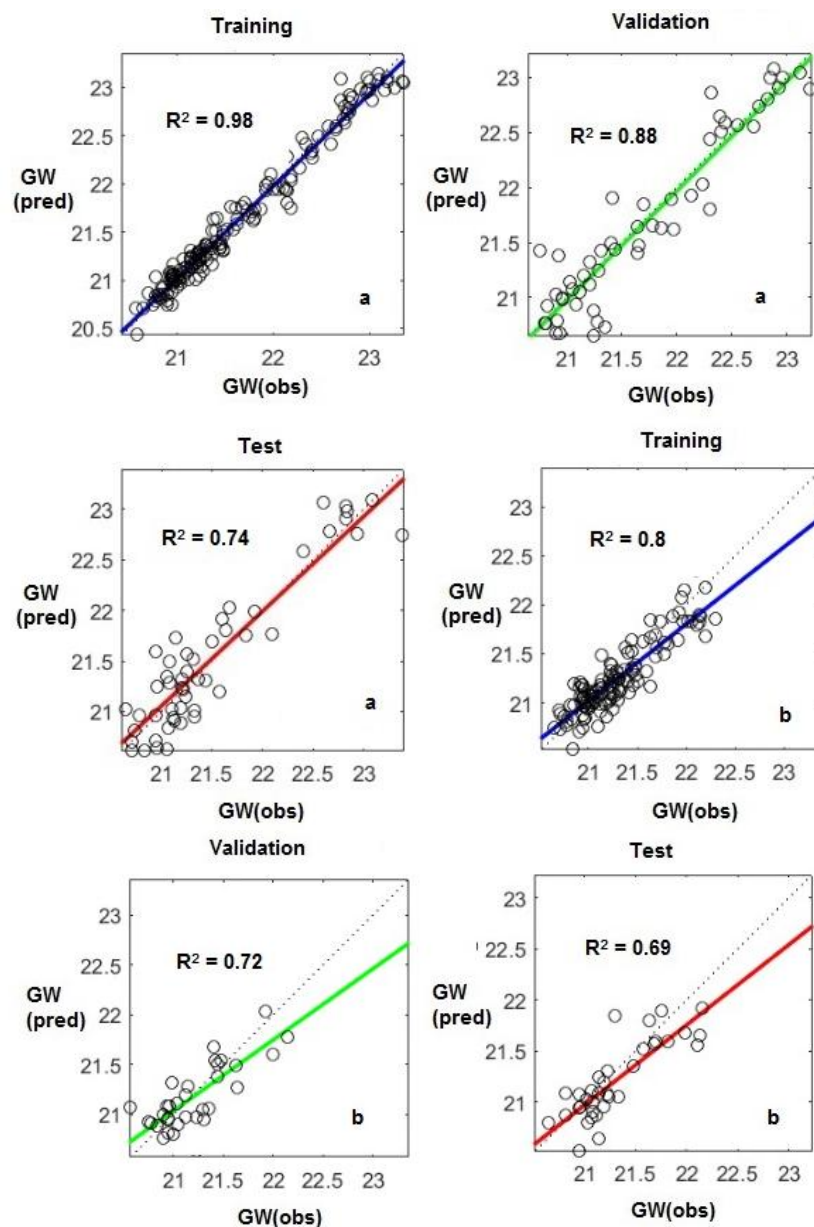 Training
R² = 0.98
GW
(pred)
23
22.5
22
21.5
21
20.5
a
21 22 23
GW(obs)
Validation
R² = 0.88
GW
(pred)
23
22.5
22
21.5
21
a
21 21.5 22 22.5 23
GW(obs)
Test
R² = 0.74
GW
(pred)
23
22.5
22
21.5
21
a
21 21.5 22 22.5 23
GW(obs)
Training
R² = 0.8
GW
(pred)
23
22.5
22
21.5
21
b
21 21.5 22 22.5 23
GW(obs)
Validation
R² = 0.72
GW
(pred)
23
22.5
22
21.5
21
b
21 21.5 22 22.5 23
GW(obs)
Test
R² = 0.69
GW
(pred)
23
22.5
22
21.5
21
b
21 21.5 22 22.5 23
GW(obs)